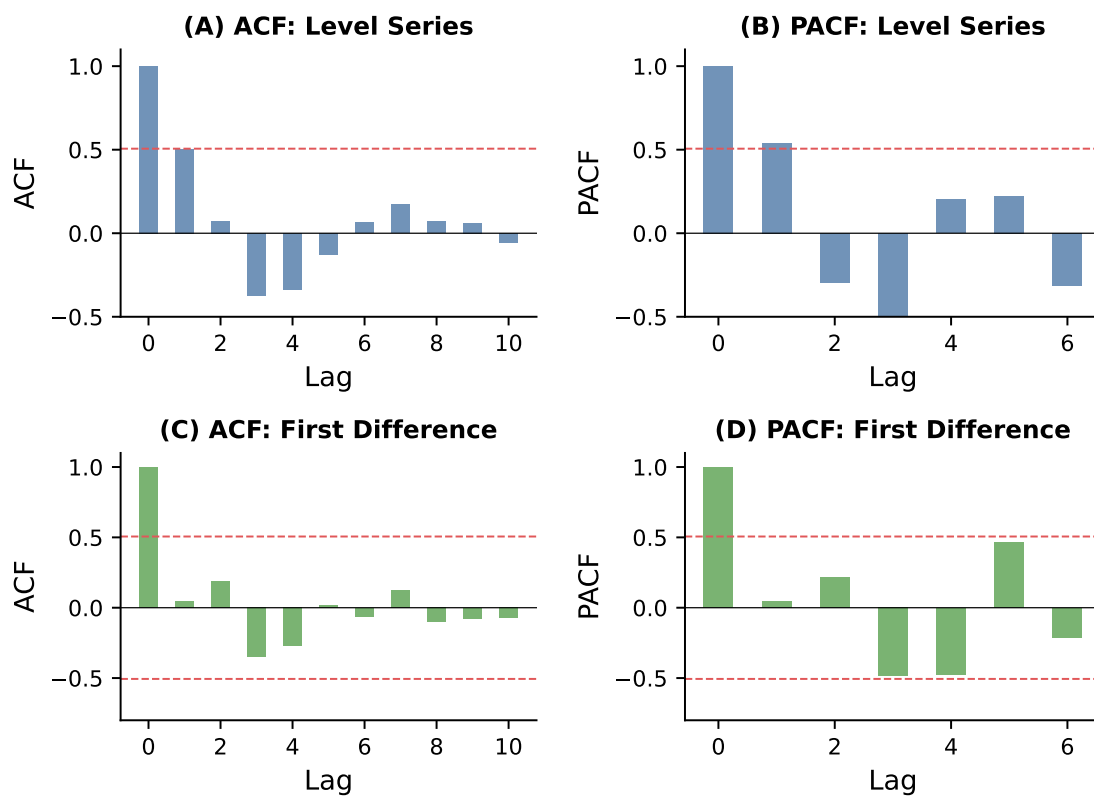 (A) ACF: Level Series
1.0
0.5
0.0
−0.5
ACF
0 2 4 6 8 10
Lag
(B) PACF: Level Series
1.0
0.5
0.0
−0.5
PACF
0 2 4 6
Lag
(C) ACF: First Difference
1.0
0.5
0.0
−0.5
ACF
0 2 4 6 8 10
Lag
(D) PACF: First Difference
1.0
0.5
0.0
−0.5
PACF
0 2 4 6
Lag